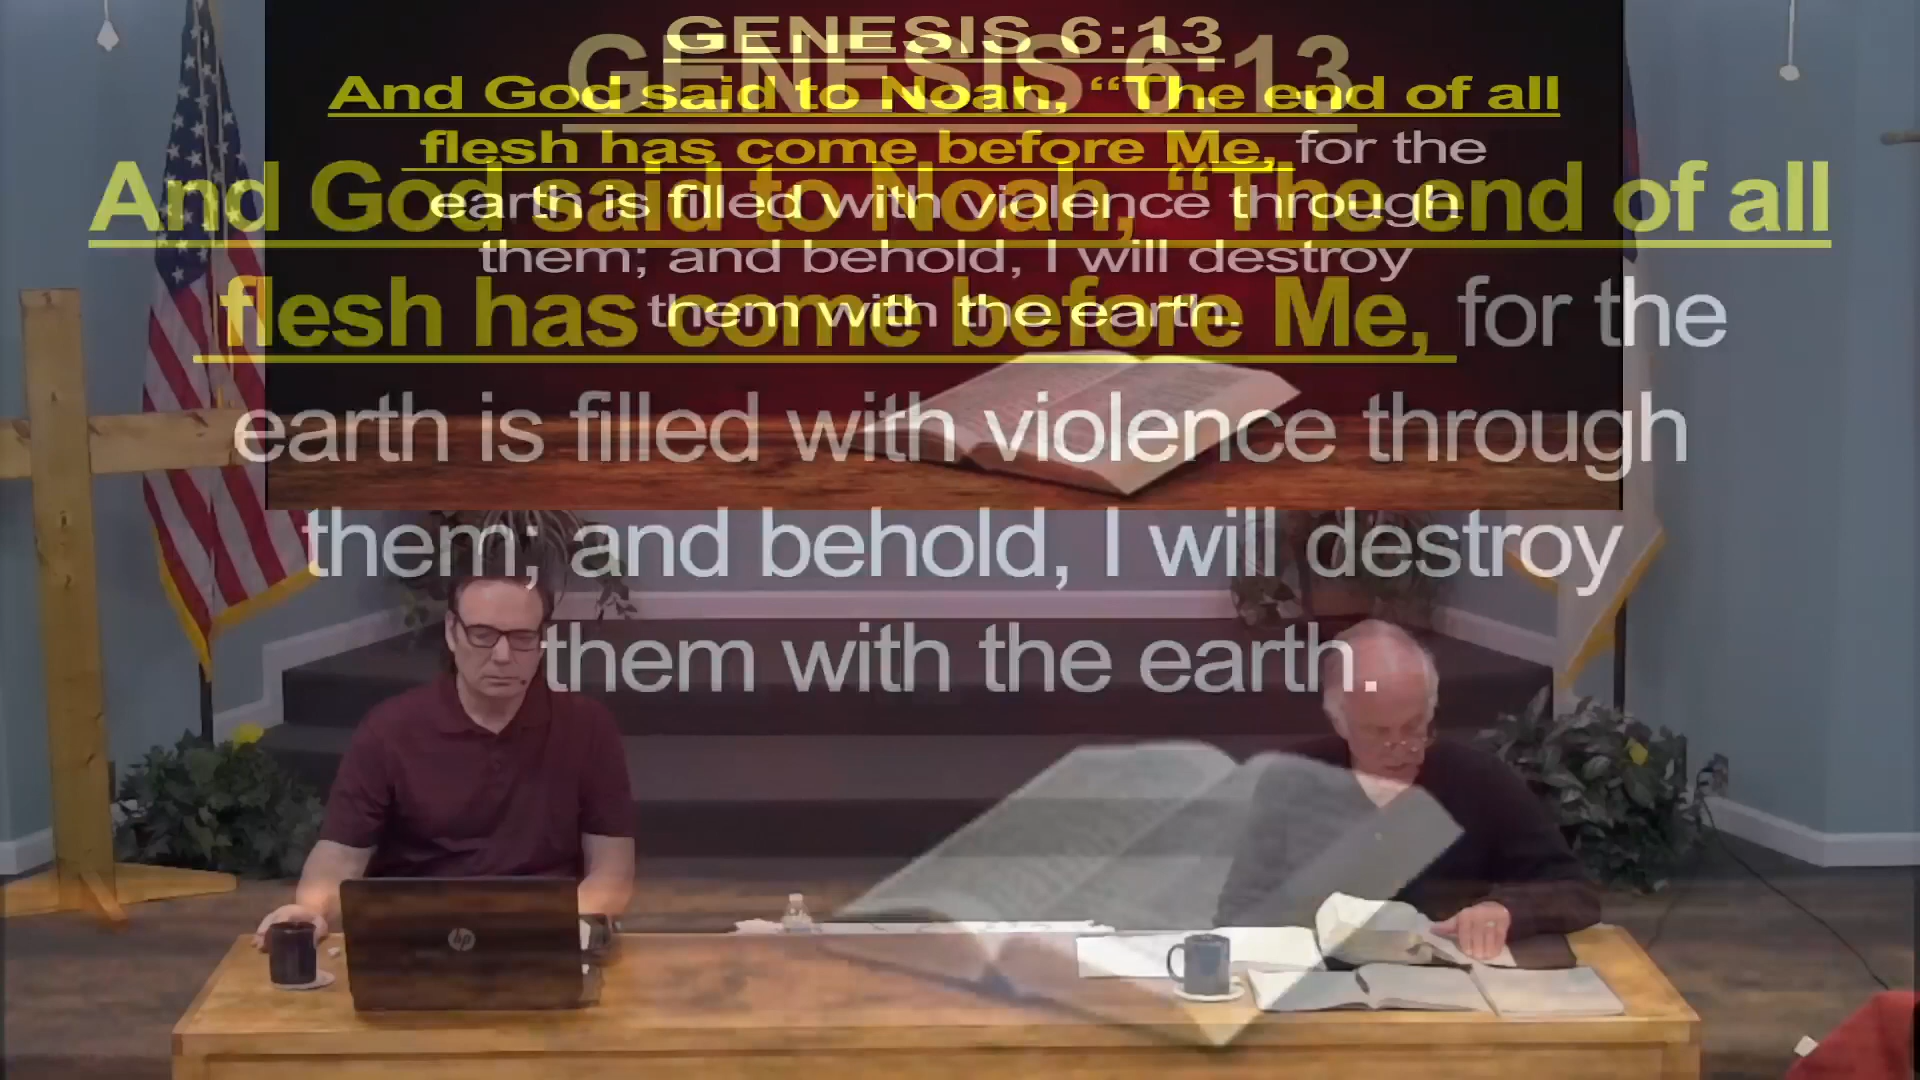 GENESIS 6:13
And God said to Noah, “The end of all
flesh has come before Me, for the
earth is filled with violence through
them; and behold, I will destroy
them with the earth.
GENESIS 6:13
And God said to Noah, “The end of all
flesh has come before Me, for the
earth is filled with violence through
them; and behold, I will destroy
them with the earth.
hp